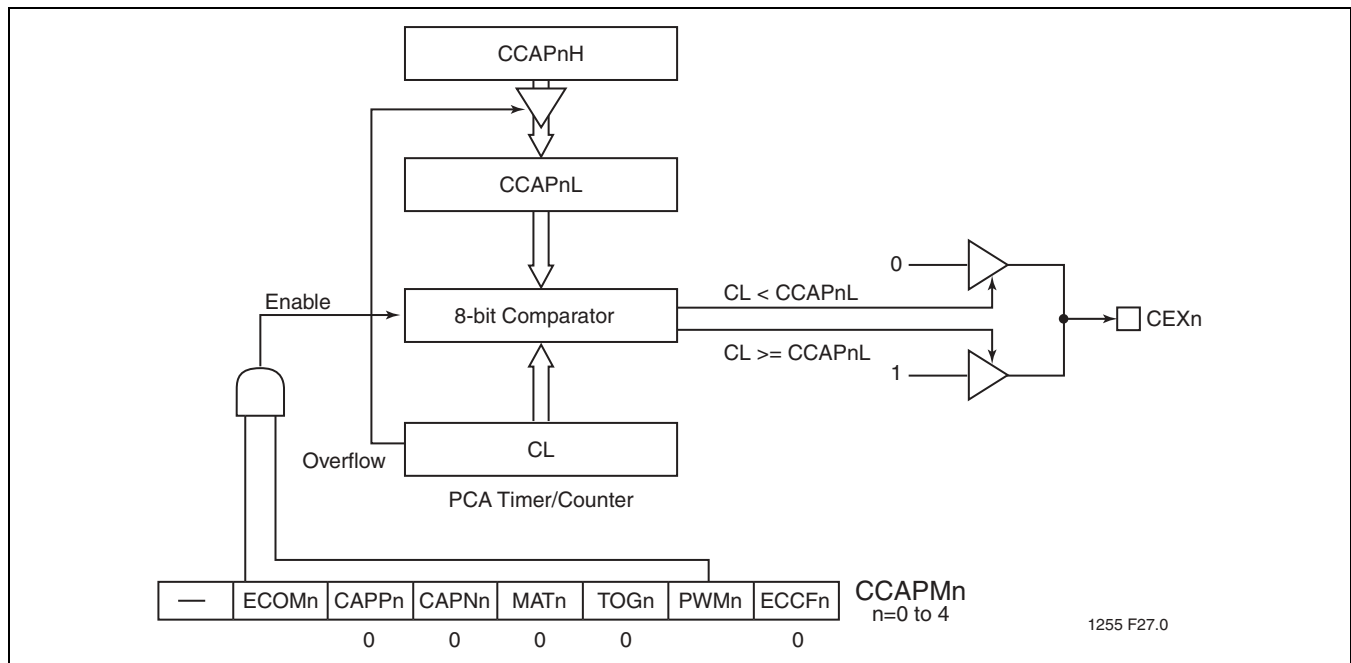 CCAPnH
CCAPnL
0
CL < CCAPnL
Enable
8-bit Comparator
CEXn
CL >= CCAPnL
1
CL
Overflow
PCA Timer/Counter
— ECOMn CAPPn CAPNn MATn TOGn PWMn ECCFn CCAPMn
n=0 to 4
0 0 0 0 0
1255 F27.0